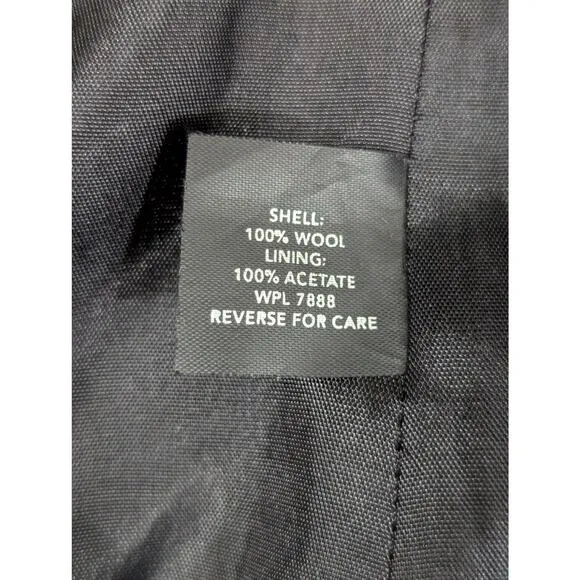 SHELL:
100% WOOL
LINING:
100% ACETATE
WPL 7888
REVERSE FOR CARE